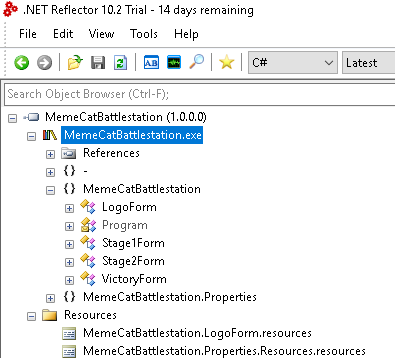 .NET Reflector 10.2 Trial - 14 days remaining
File Edit View Tools Help
AB C# Latest
Search Object Browser (Ctrl-F);
MemeCatBattlestation (1.0.0.0)
MemeCatBattlestation.exe
References
{} -
{} MemeCatBattlestation
LogoForm
Program
Stage1Form
Stage2Form
VictoryForm
{} MemeCatBattlestation.Properties
Resources
MemeCatBattlestation.LogoForm.resources
MemeCatBattlestation.Properties.Resources.resources